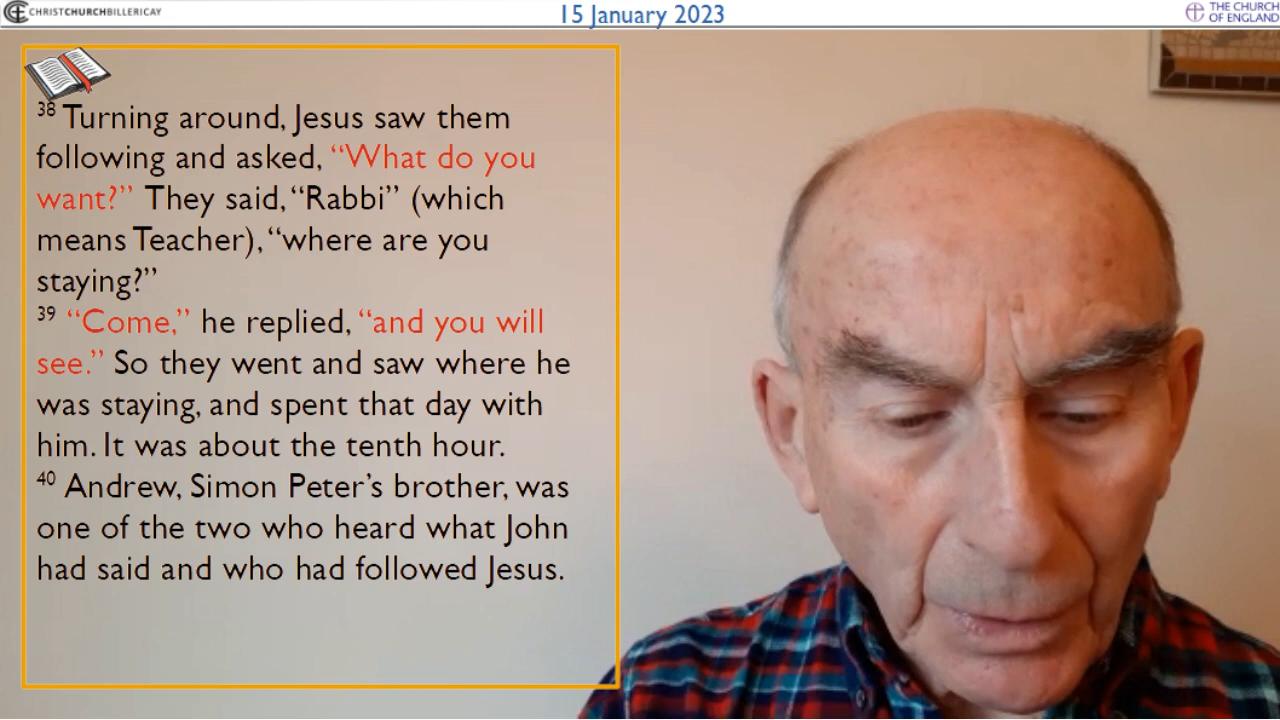 CHRISTCHURCHBILLERICAY
15 January 2023
THE CHURCH
OF ENGLAND
38 Turning around, Jesus saw them
following and asked, “What do you
want?” They said, “Rabbi” (which
means Teacher), “where are you
staying?”
39 “Come,” he replied, “and you will
see.” So they went and saw where he
was staying, and spent that day with
him. It was about the tenth hour.
40 Andrew, Simon Peter’s brother, was
one of the two who heard what John
had said and who had followed Jesus.